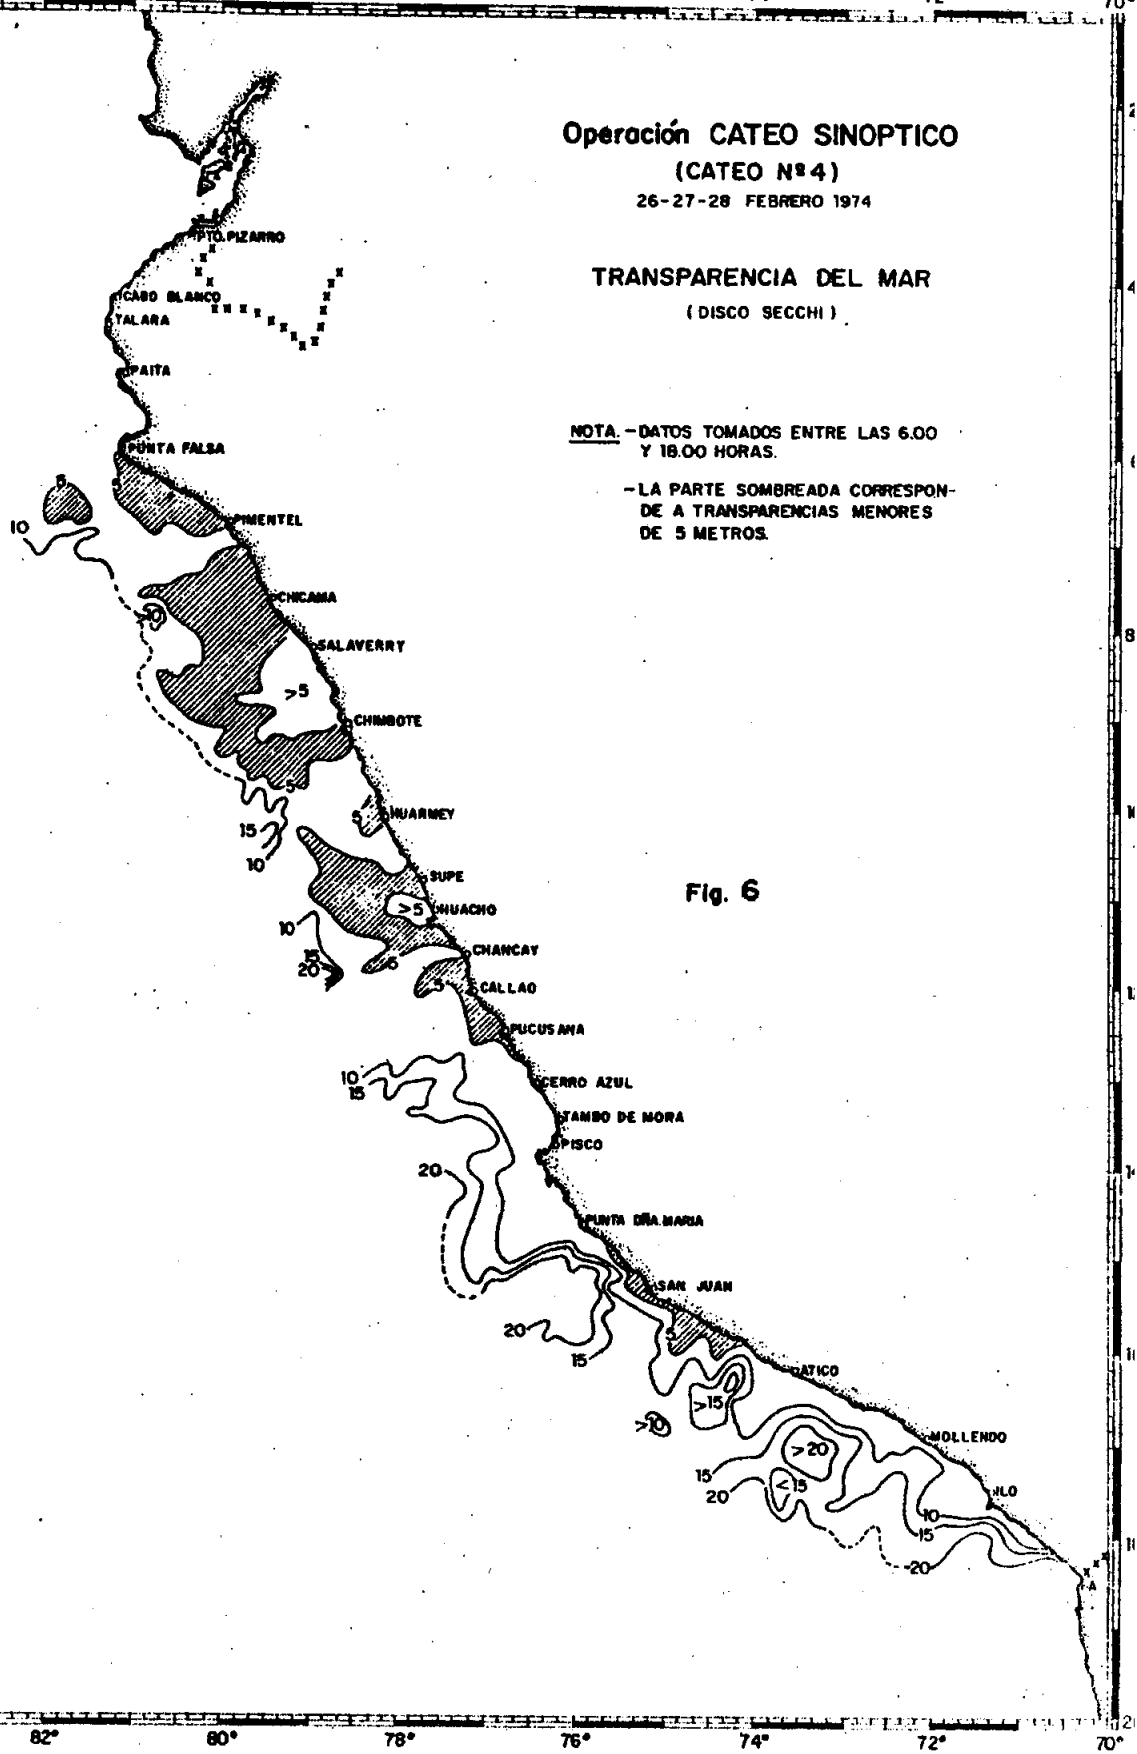 70°
Operación CATEO SINOPTICO
(CATEO Nº4)
26-27-28 FEBRERO 1974
TRANSPARENCIA DEL MAR
(DISCO SECCHI)
NOTA.-DATOS TOMADOS ENTRE LAS 6.00
Y 18.00 HORAS.
-LA PARTE SOMBREADA CORRESPON-
DE A TRANSPARENCIAS MENORES
DE 5 METROS.
PTO. PIZARRO
CABO BLANCO
TALARA
PAITA
PUNTA FALSA
5
5
10
PIMENTEL
CHICAMA
>10
SALAVERRY
>5
CHIMBOTE
5
5
HUARMEY
15
10
SUPE
Fig. 6
>5
HUACHO
10
CHANCAY
15
20
5
5
CALLAO
PUCUSANA
10
15
CERRO AZUL
TAMBO DE MORA
PISCO
20
PUNTA DÑA. MARIA
SAN JUAN
20
5
15
ATICO
>15
>10
MOLLENDO
>20
15
<15
20
ILO
10
15
20
A
4
6
8
82°
80°
78°
76°
74°
72°
70°